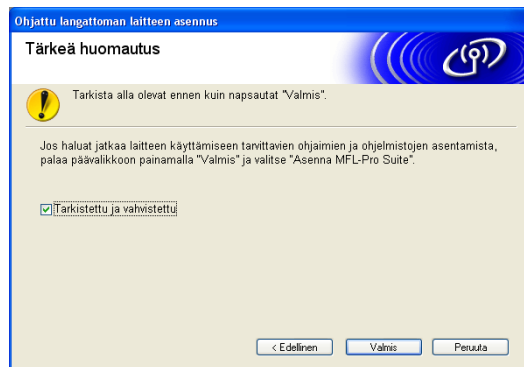 Ohjattu langattoman laitteen asennus
Tärkeä huomautus
Tarkista alla olevat ennen kuin napsautat "Valmis".
Jos haluat jatkaa laitteen käyttämiseen tarvittavien ohjaimien ja ohjelmistojen asentamista,
palaa päävalikkoon painamalla "Valmis" ja valitse "Asenna MFL-Pro Suite".
Tarkistettu ja vahvistettu
< Edellinen Valmis Peruuta